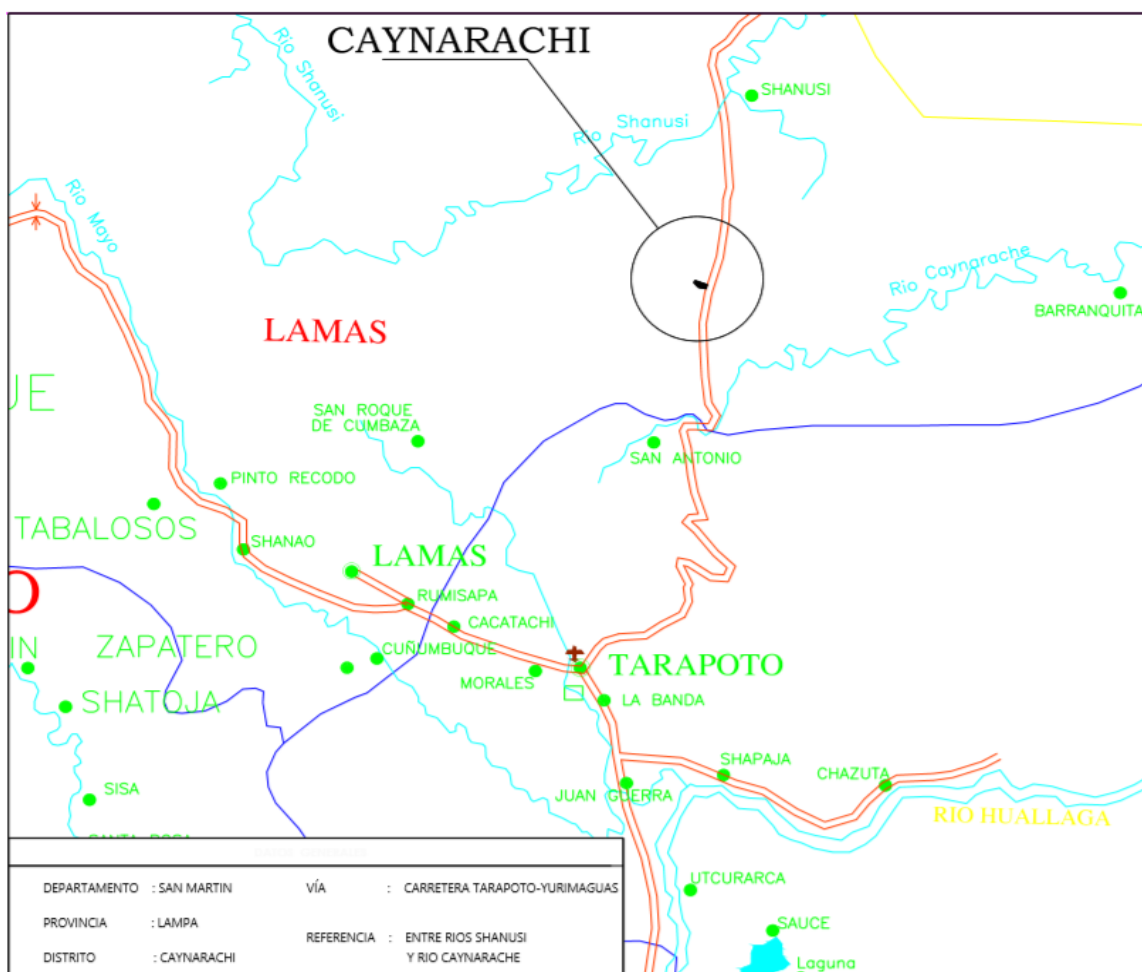 CAYNARACHI
Rio Shanusi
SHANUSI
Rio Shanusi
Rio Mayo
Rio Caynarache
BARRANQUITA
LAMAS
UE
SAN ROQUE
DE CUMBAZA
SAN ANTONIO
PINTO RECODO
TABALOSOS
SHANAO
LAMAS
O
RUMISAPA
CACATACHI
IN
ZAPATERO
CUÑUMBUQUE
TARAPOTO
MORALES
SHATOJA
LA BANDA
SHAPAJA
SISA
JUAN GUERRA
CHAZUTA
RIO HUALLAGA
DATOS GENERALES
DEPARTAMENTO : SAN MARTIN VÍA : CARRETERA TARAPOTO-YURIMAGUAS
UTCURARCA
PROVINCIA : LAMPA
REFERENCIA : ENTRE RIOS SHANUSI
SAUCE
DISTRITO : CAYNARACHI Y RIO CAYNARACHE
Laguna